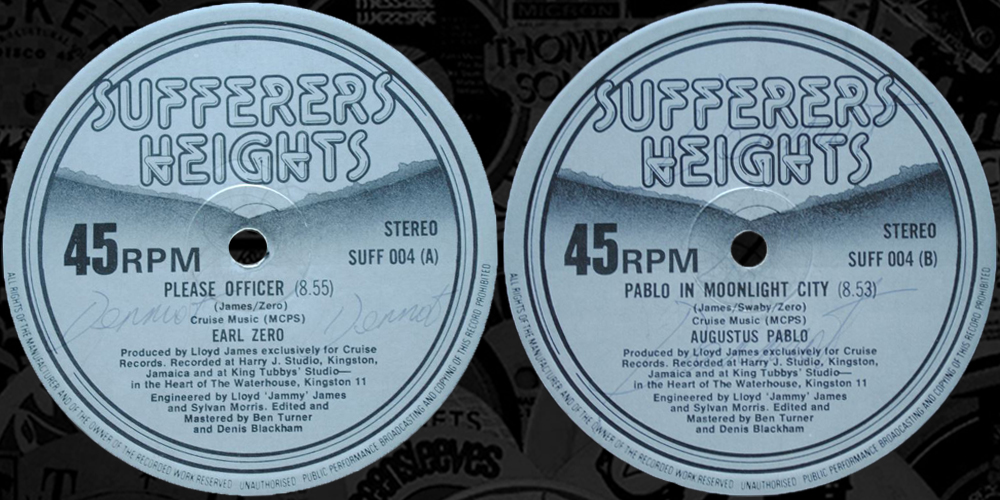 SUFFERERS
HEIGHTS
45 RPM
STEREO
SUFF 004 (A)
PLEASE OFFICER (8.55)
(James/Zero)
Cruise Music (MCPS)
EARL ZERO
Produced by Lloyd James exclusively for Cruise
Records. Recorded at Harry J. Studio, Kingston,
Jamaica and at King Tubbys' Studio—
in the Heart of The Waterhouse, Kingston 11
Engineered by Lloyd 'Jammy' James
and Sylvan Morris. Edited and
Mastered by Ben Turner
and Denis Blackham
ALL RIGHTS OF THE MANUFACTURER AND OF THE OWNER OF THE RECORDED WORK RESERVED UNAUTHORISED PUBLIC PERFORMANCE BROADCASTING AND COPYING OF THIS RECORD PROHIBITED
SUFFERERS
HEIGHTS
45 RPM
STEREO
SUFF 004 (B)
PABLO IN MOONLIGHT CITY (8.53)
(James/Swaby/Zero)
Cruise Music (MCPS)
AUGUSTUS PABLO
Produced by Lloyd James exclusively for Cruise
Records. Recorded at Harry J. Studio, Kingston,
Jamaica and at King Tubbys' Studio—
in the Heart of The Waterhouse, Kingston 11
Engineered by Lloyd 'Jammy' James
and Sylvan Morris. Edited and
Mastered by Ben Turner
and Denis Blackham
ALL RIGHTS OF THE MANUFACTURER AND OF THE OWNER OF THE RECORDED WORK RESERVED UNAUTHORISED PUBLIC PERFORMANCE BROADCASTING AND COPYING OF THIS RECORD PROHIBITED
MICRON